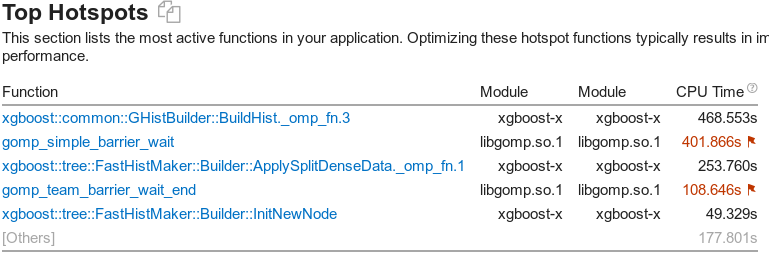 Top Hotspots
This section lists the most active functions in your application. Optimizing these hotspot functions typically results in im
performance.
Function Module Module CPU Time
xgboost::common::GHistBuilder::BuildHist._omp_fn.3 xgboost-x xgboost-x 468.553s
gomp_simple_barrier_wait libgomp.so.1 libgomp.so.1 401.866s
xgboost::tree::FastHistMaker::Builder::ApplySplitDenseData._omp_fn.1 xgboost-x xgboost-x 253.760s
gomp_team_barrier_wait_end libgomp.so.1 libgomp.so.1 108.646s
xgboost::tree::FastHistMaker::Builder::InitNewNode xgboost-x xgboost-x 49.329s
[Others] 177.801s